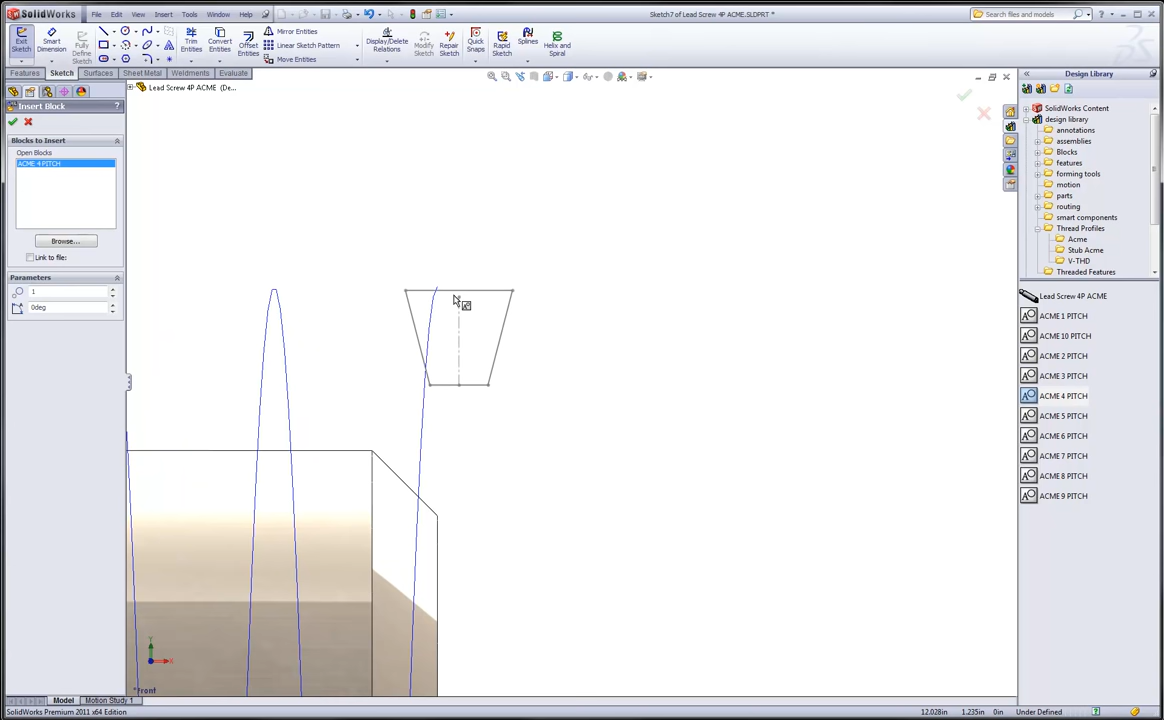 SolidWorks File Edit View Insert Tools Window Help
Sketch7 of Lead Screw 4P ACME.SLDPRT *
Search files and models
Exit Sketch
Smart Dimension
Fully Define Sketch
Trim Entities
Convert Entities
Offset Entities
Mirror Entities
Linear Sketch Pattern
Move Entities
Display/Delete Relations
Modify Sketch
Repair Sketch
Quick Snaps
Rapid Sketch
Splines
Helix and Spiral
Features Sketch Surfaces Sheet Metal Weldments Evaluate
Lead Screw 4P ACME (De...
Insert Block ?
Blocks to Insert
Open Blocks
ACME 4 PITCH
Browse...
Link to file:
Parameters
1
0deg
Y
X
*Front
Design Library
SolidWorks Content
design library
annotations
assemblies
Blocks
features
forming tools
motion
parts
routing
smart components
Thread Profiles
Acme
Stub Acme
V-THD
Threaded Features
Lead Screw 4P ACME
ACME 1 PITCH
ACME 10 PITCH
ACME 2 PITCH
ACME 3 PITCH
ACME 4 PITCH
ACME 5 PITCH
ACME 6 PITCH
ACME 7 PITCH
ACME 8 PITCH
ACME 9 PITCH
Model Motion Study 1
SolidWorks Premium 2011 x64 Edition
12.028in 1.235in 0in Under Defined